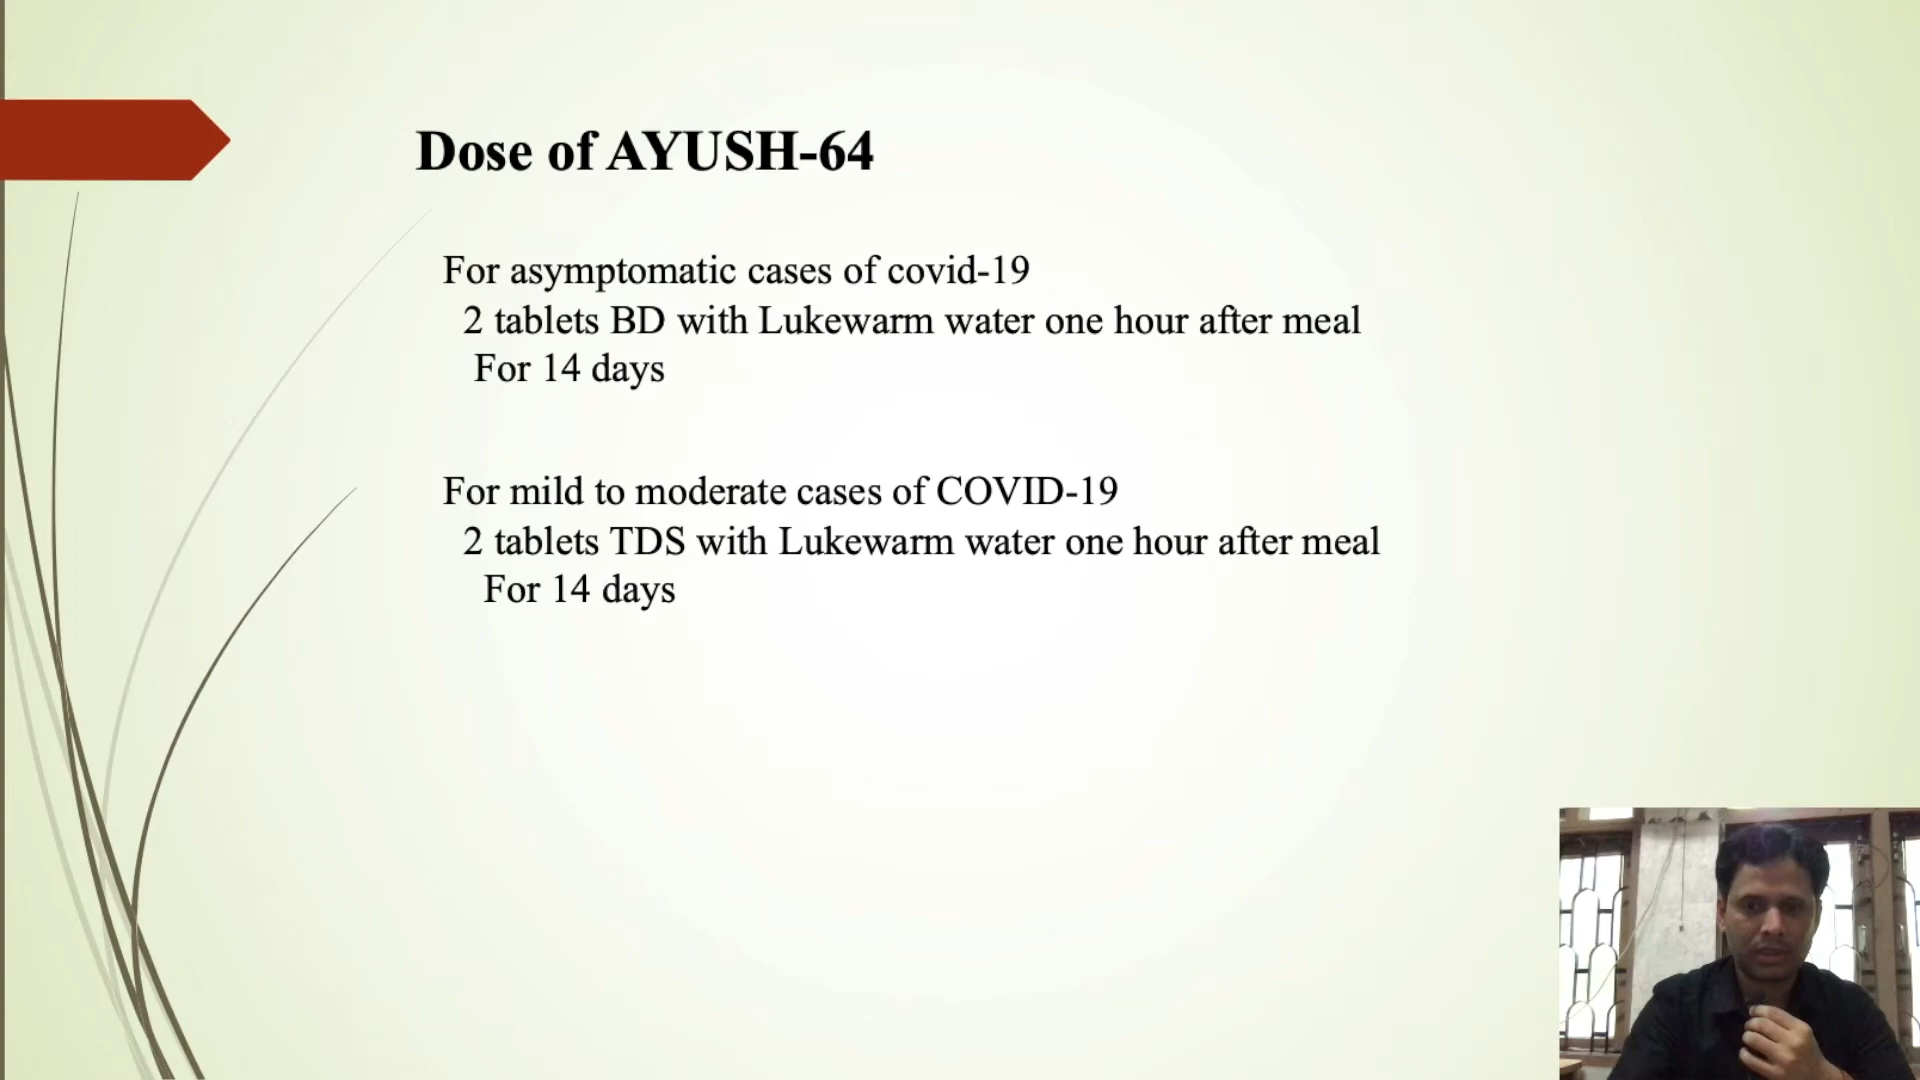 Dose of AYUSH-64
For asymptomatic cases of covid-19
2 tablets BD with Lukewarm water one hour after meal
For 14 days
For mild to moderate cases of COVID-19
2 tablets TDS with Lukewarm water one hour after meal
For 14 days